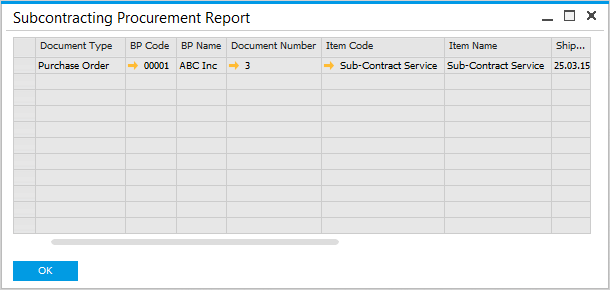 Subcontracting Procurement Report
Document Type BP Code BP Name Document Number Item Code Item Name Ship...
Purchase Order 00001 ABC Inc 3 Sub-Contract Service Sub-Contract Service 25.03.15
OK